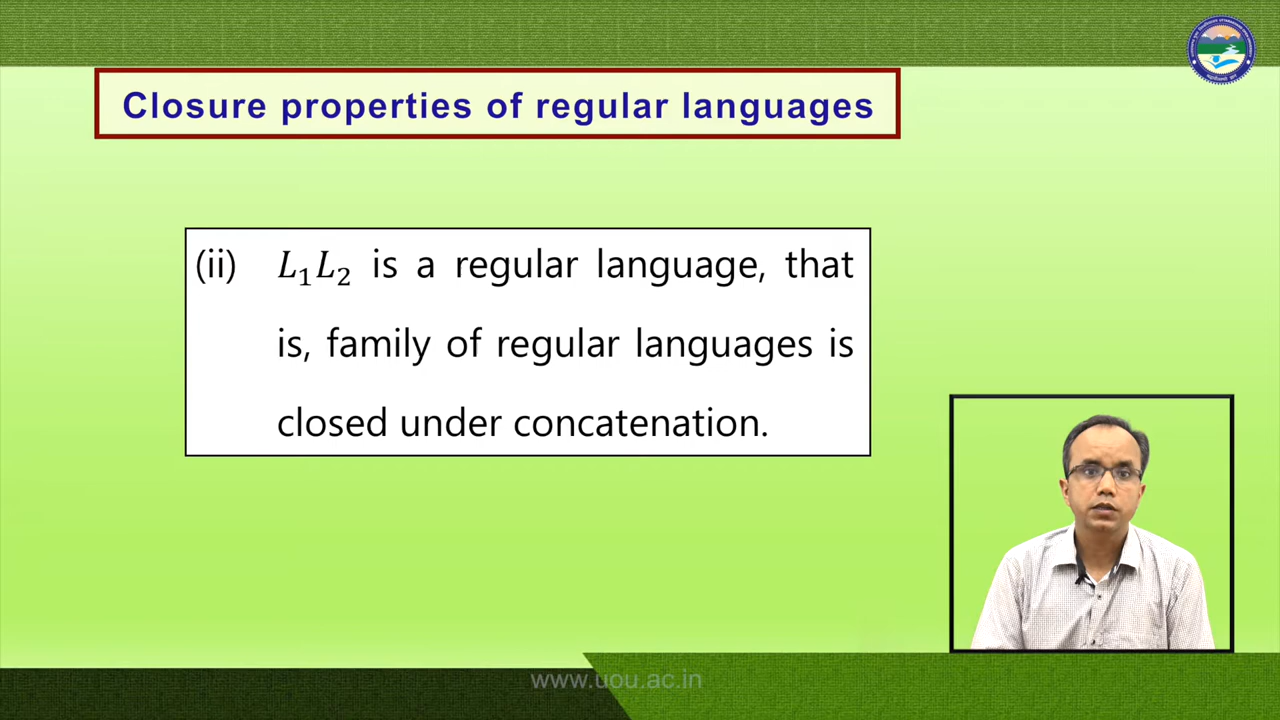 Closure properties of regular languages
(ii) L₁L₂ is a regular language, that
is, family of regular languages is
closed under concatenation.
www.uou.ac.in